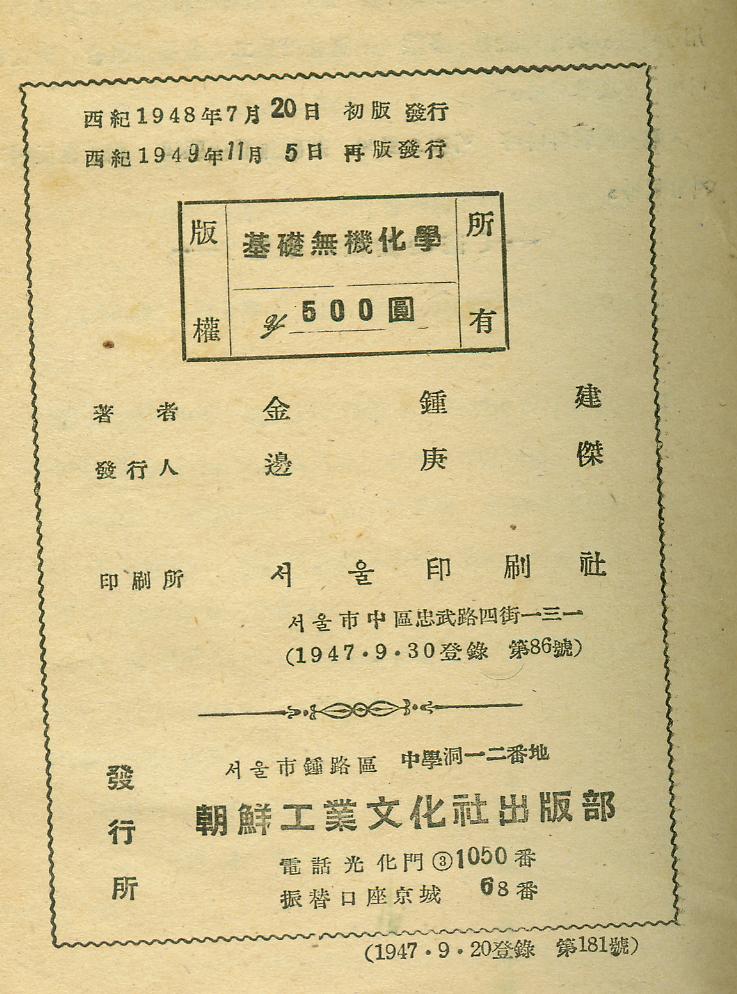 西紀1948年7月20日 初版 發行
西紀1949年11月 5日 再版發行
版權 所有
基礎無機化學
500圓
著者 金鍾建
發行人 邊庚傑
印刷所 서울印刷社
서울市中區忠武路四街一三一
(1947・9・30登錄 第86號)
發行所
서울市鍾路區 中學洞一二番地
朝鮮工業文化社出版部
電話光化門③1050番
振替口座京城 68番
(1947・9・20登錄 第181號)